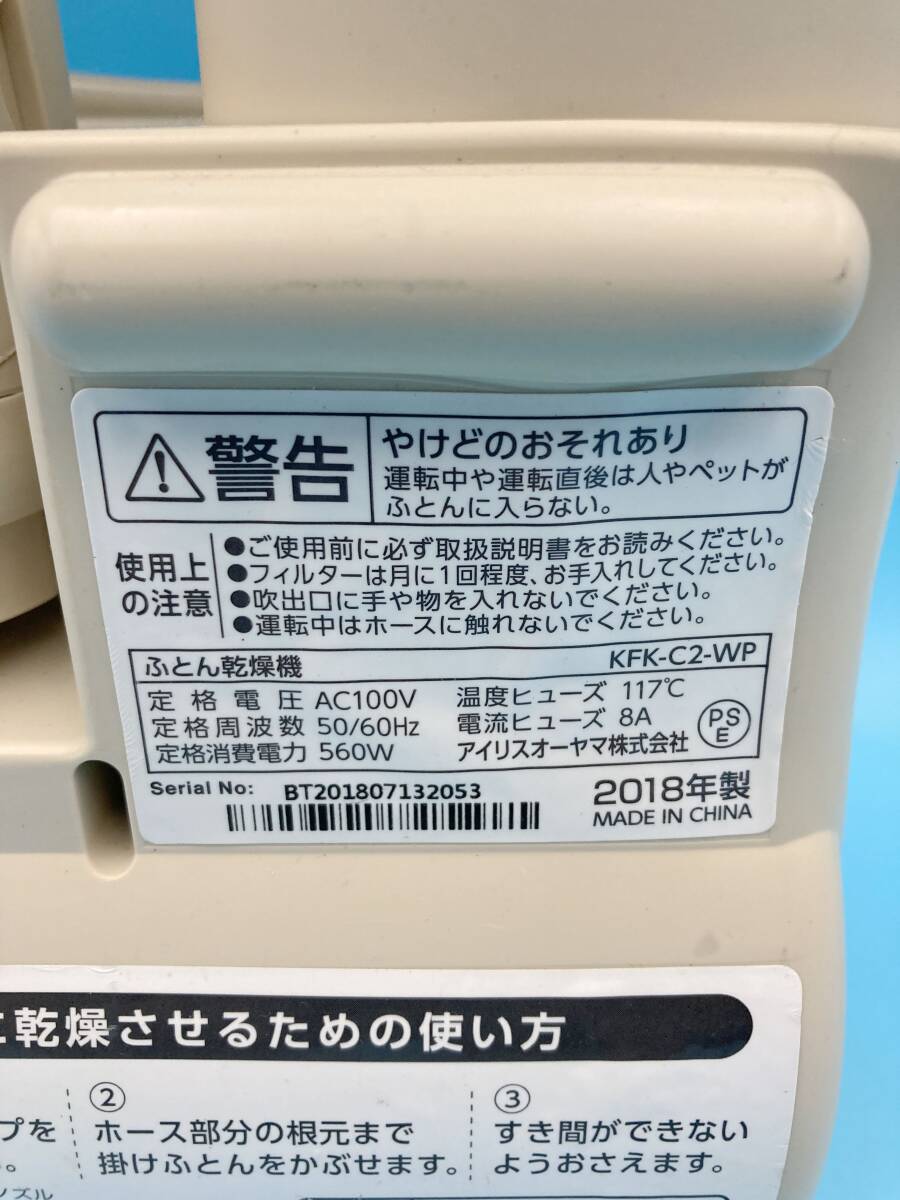 警告
やけどのおそれあり
運転中や運転直後は人やペットが
ふとんに入らない。
使用上
の注意
●ご使用前に必ず取扱説明書をお読みください。
●フィルターは月に1回程度、お手入れしてください。
●吹出口に手や物を入れないでください。
●運転中はホースに触れないでください。
ふとん乾燥機 KFK-C2-WP
定格電圧 AC100V 温度ヒューズ 117℃
定格周波数 50/60Hz 電流ヒューズ 8A
定格消費電力 560W アイリスオーヤマ株式会社
PSE
Serial No: BT201807132053
2018年製
MADE IN CHINA
に乾燥させるための使い方
プを
。
② 
ホース部分の根元まで
掛けふとんをかぶせます。
③
すき間ができない
ようおさえます。
ノズル